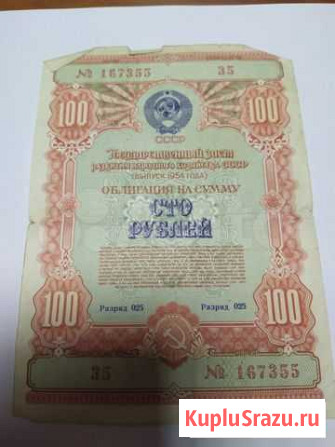 № 167355 35
100 100
СССР
Государственный заем
развития народного хозяйства СССР
(ВЫПУСК 1954 ГОДА)
ОБЛИГАЦИЯ НА СУММУ
СТО
РУБЛЕЙ
Разряд 025 Разряд 025
100 100
35 № 167355
KupluSrazu.ru